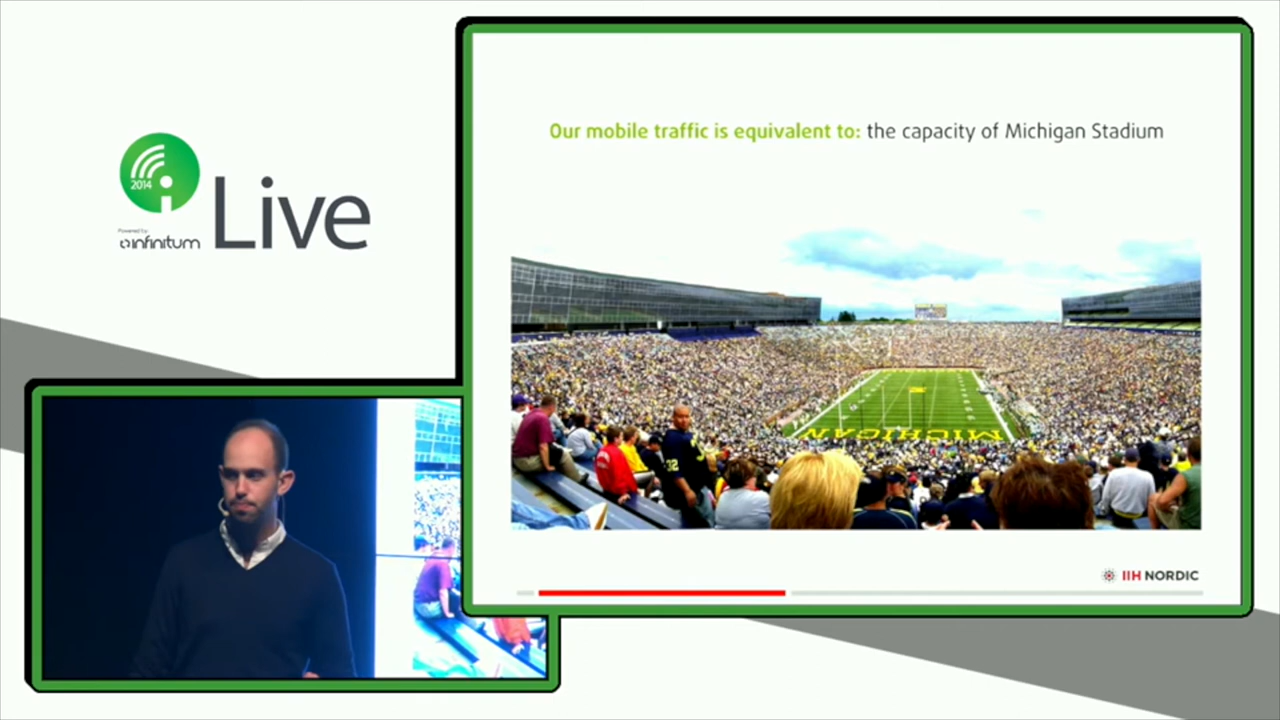 2014
Live
Powered by
infinitum
Our mobile traffic is equivalent to: the capacity of Michigan Stadium
32
MICHIGAN
IIH NORDIC